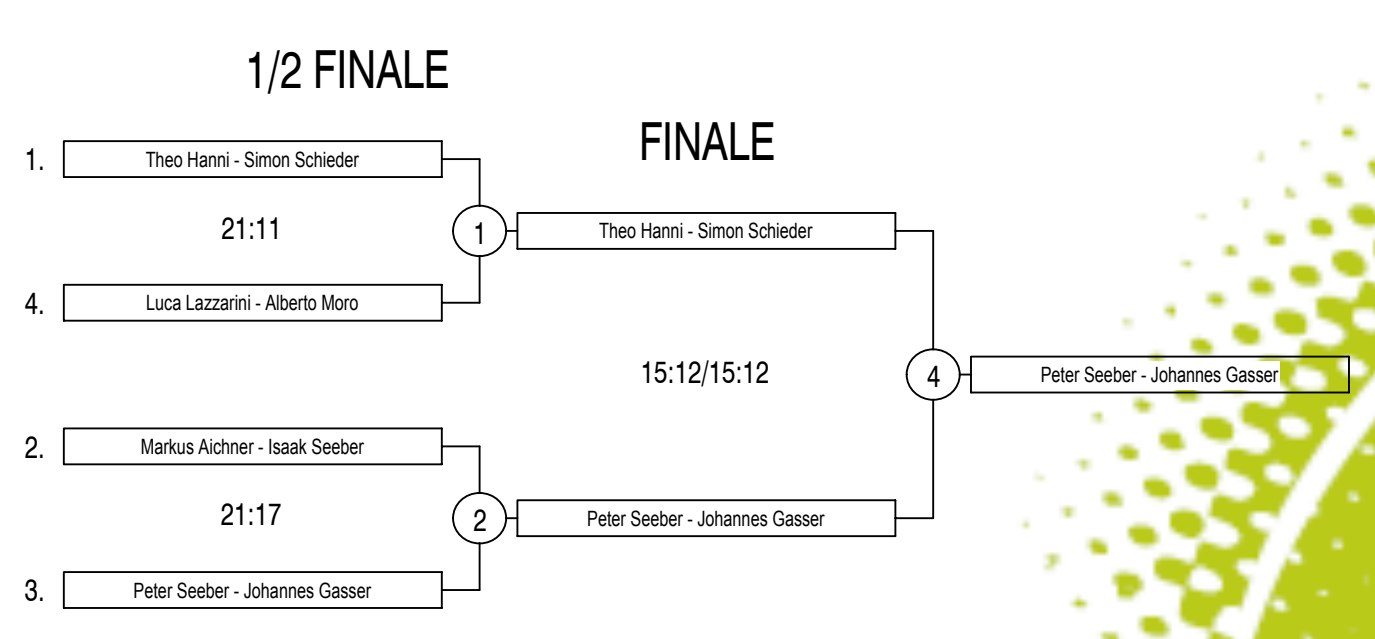 1/2 FINALE
FINALE
1. Theo Hanni - Simon Schieder
21:11
1
Theo Hanni - Simon Schieder
4. Luca Lazzarini - Alberto Moro
15:12/15:12
4
Peter Seeber - Johannes Gasser
2. Markus Aichner - Isaak Seeber
21:17
2
Peter Seeber - Johannes Gasser
3. Peter Seeber - Johannes Gasser